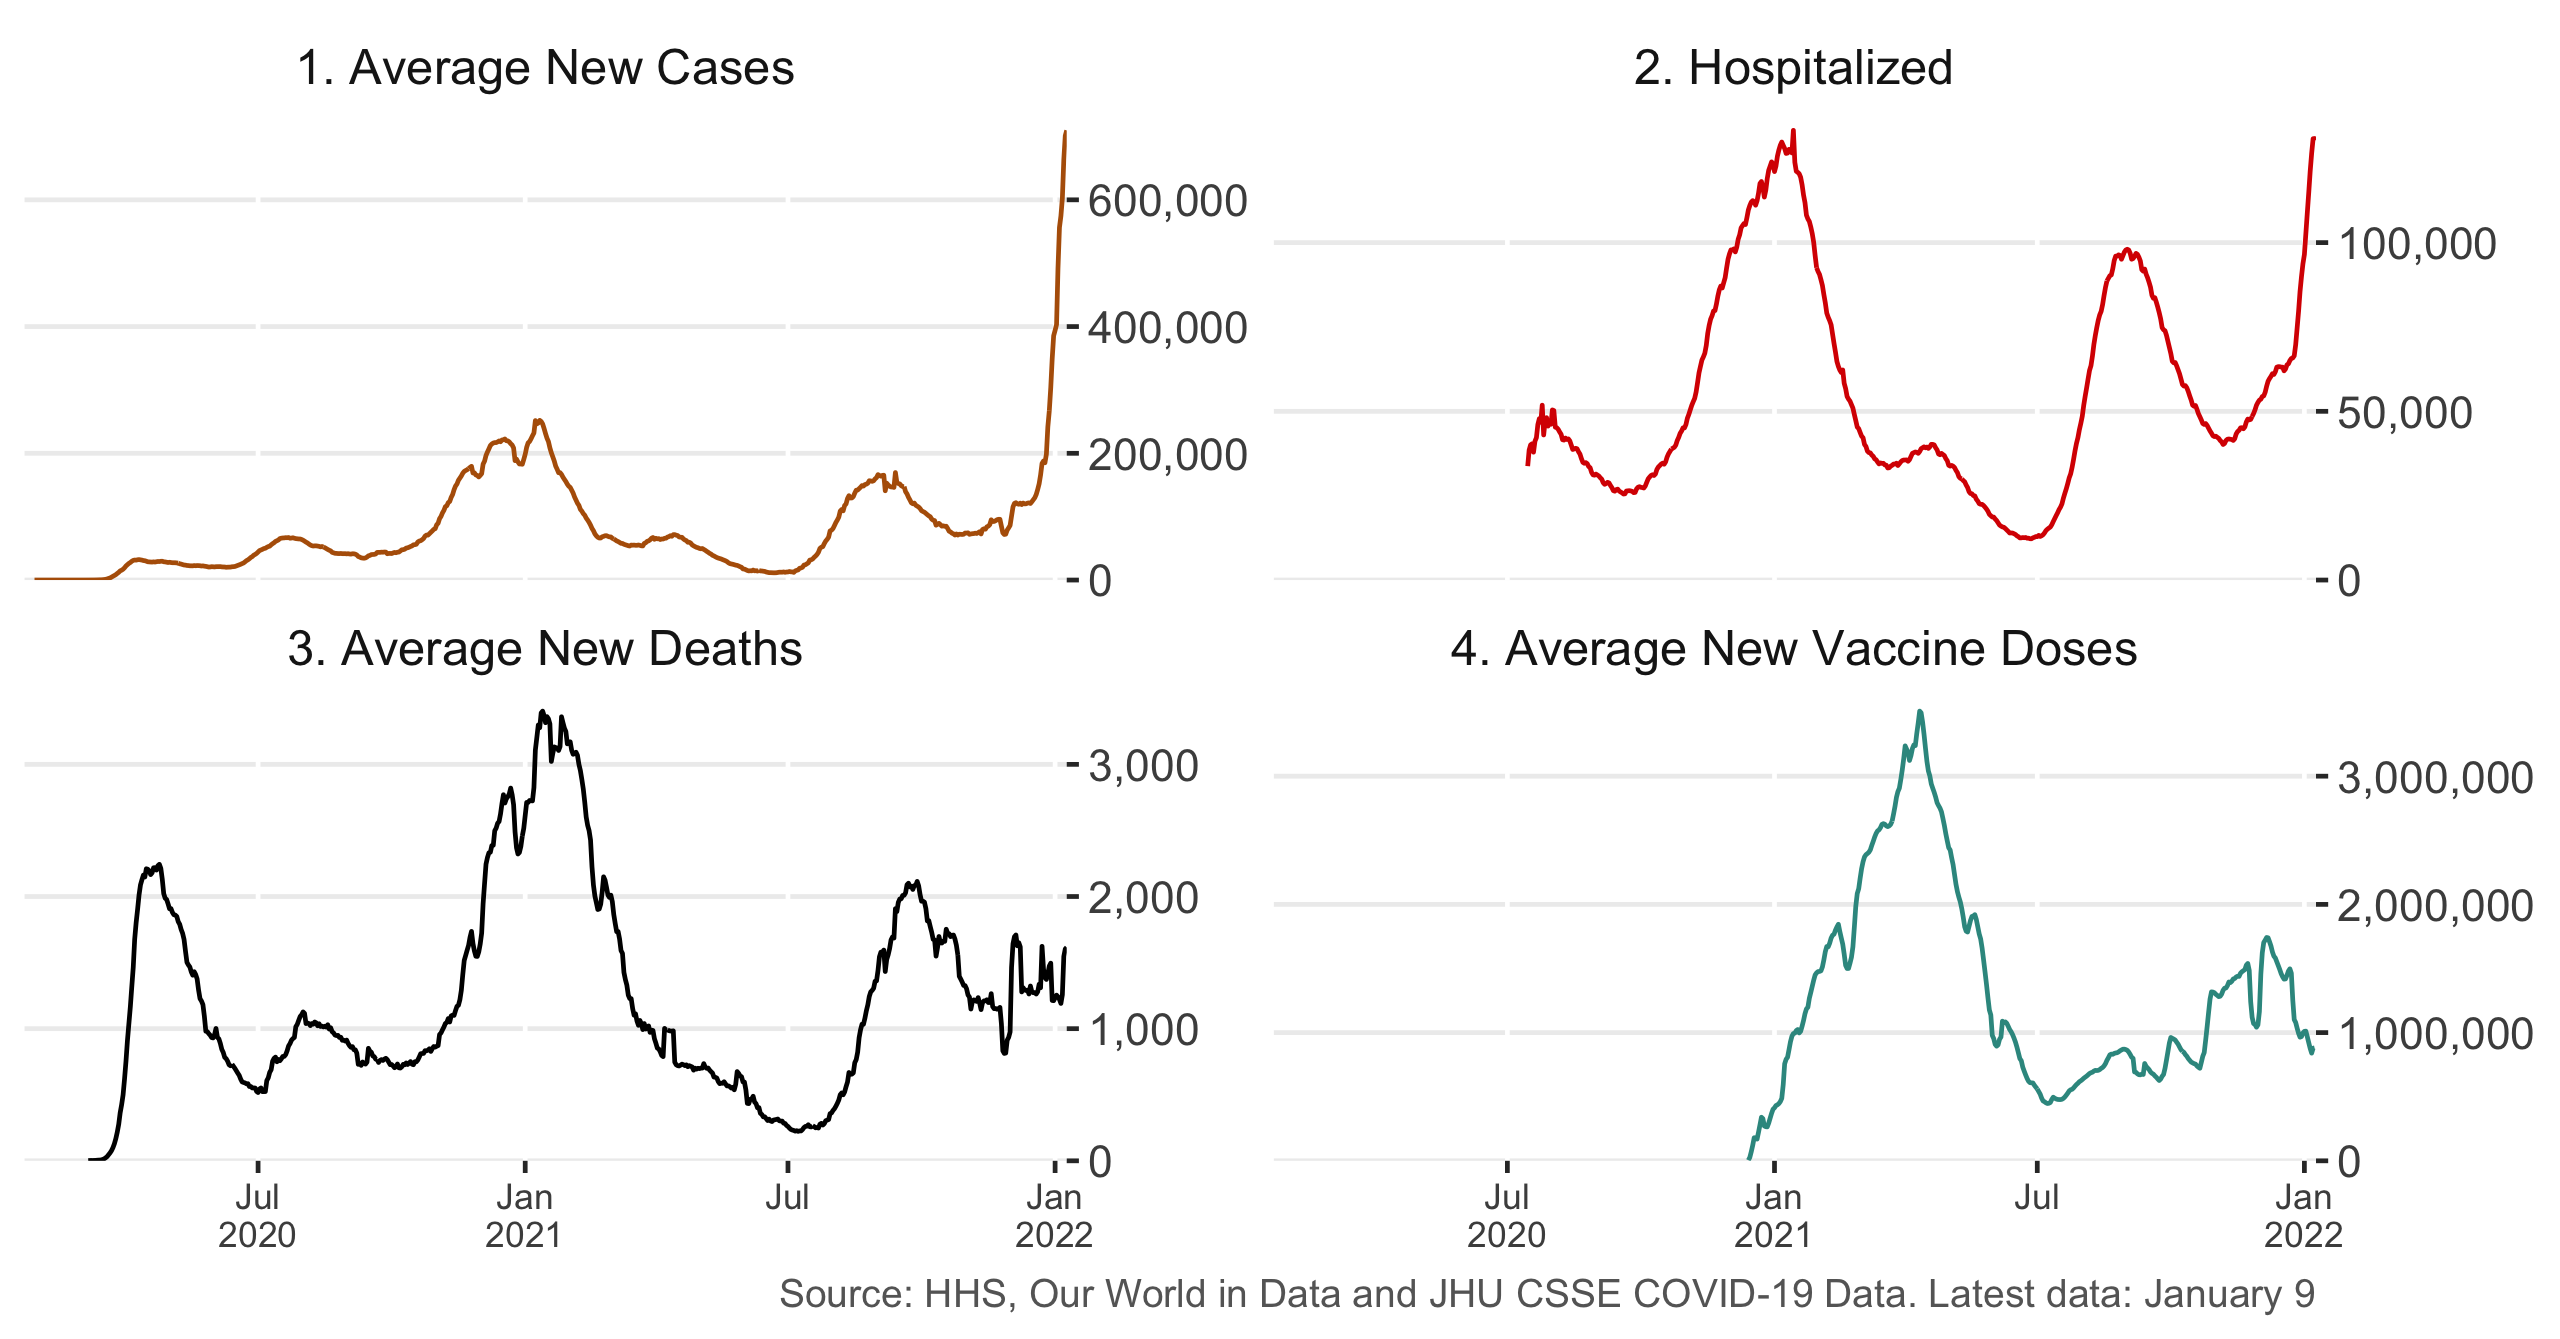 1. Average New Cases
600,000
400,000
200,000
0
2. Hospitalized
100,000
50,000
0
3. Average New Deaths
3,000
2,000
1,000
0
Jul
2020
Jan
2021
Jul
Jan
2022
4. Average New Vaccine Doses
3,000,000
2,000,000
1,000,000
0
Jul
2020
Jan
2021
Jul
Jan
2022
Source: HHS, Our World in Data and JHU CSSE COVID-19 Data. Latest data: January 9